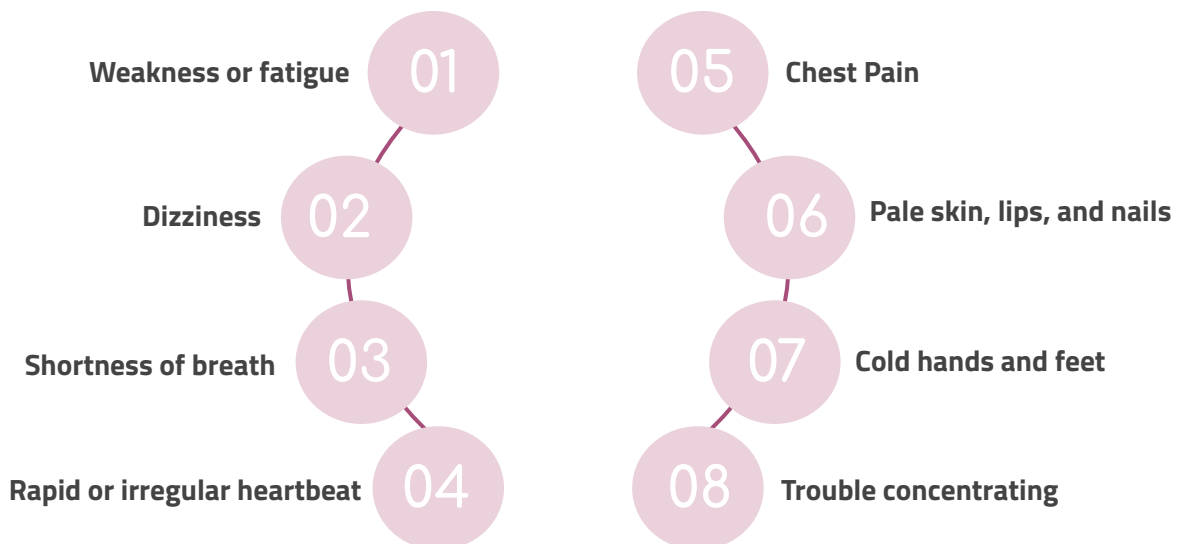 Weakness or fatigue
01
Dizziness
02
Shortness of breath
03
Rapid or irregular heartbeat
04
05
Chest Pain
06
Pale skin, lips, and nails
07
Cold hands and feet
08
Trouble concentrating